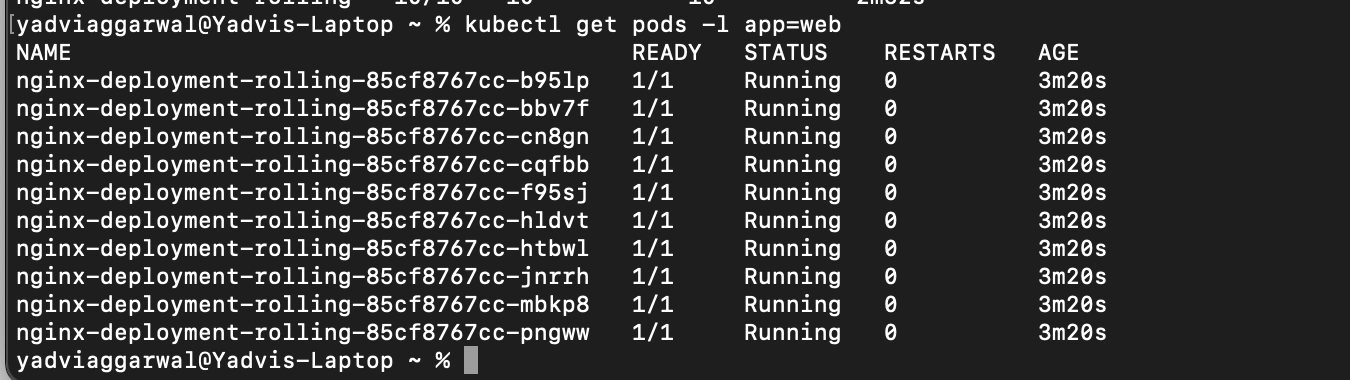 [yadviaggarwal@Yadvis-Laptop ~ % kubectl get pods -l app=web
NAME READY STATUS RESTARTS AGE
nginx-deployment-rolling-85cf8767cc-b95lp 1/1 Running 0 3m20s
nginx-deployment-rolling-85cf8767cc-bbv7f 1/1 Running 0 3m20s
nginx-deployment-rolling-85cf8767cc-cn8gn 1/1 Running 0 3m20s
nginx-deployment-rolling-85cf8767cc-cqfbb 1/1 Running 0 3m20s
nginx-deployment-rolling-85cf8767cc-f95sj 1/1 Running 0 3m20s
nginx-deployment-rolling-85cf8767cc-hldvt 1/1 Running 0 3m20s
nginx-deployment-rolling-85cf8767cc-htbwl 1/1 Running 0 3m20s
nginx-deployment-rolling-85cf8767cc-jnrrh 1/1 Running 0 3m20s
nginx-deployment-rolling-85cf8767cc-mbkp8 1/1 Running 0 3m20s
nginx-deployment-rolling-85cf8767cc-pngww 1/1 Running 0 3m20s
yadviaggarwal@Yadvis-Laptop ~ %